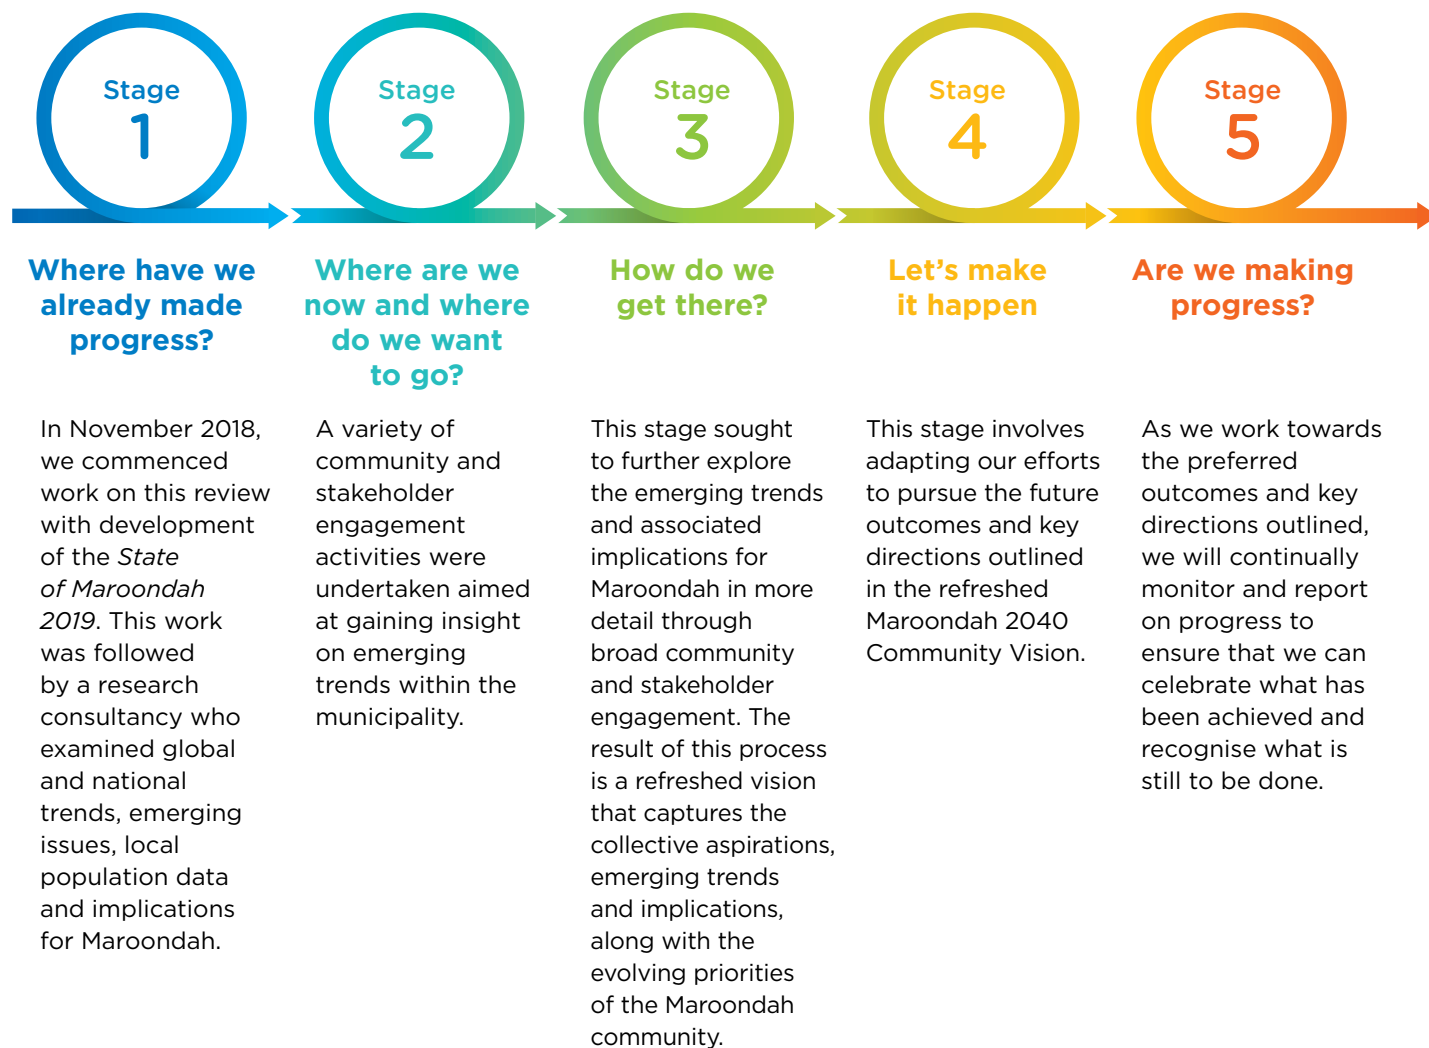 Stage
1
Where have we
already made
progress?
In November 2018,
we commenced
work on this review
with development
of the State
of Maroondah
2019. This work
was followed
by a research
consultancy who
examined global
and national
trends, emerging
issues, local
population data
and implications
for Maroondah.
Stage
2
Where are we
now and where
do we want
to go?
A variety of
community and
stakeholder
engagement
activities were
undertaken aimed
at gaining insight
on emerging
trends within the
municipality.
Stage
3
How do we
get there?
This stage sought
to further explore
the emerging trends
and associated
implications for
Maroondah in more
detail through
broad community
and stakeholder
engagement. The
result of this process
is a refreshed vision
that captures the
collective aspirations,
emerging trends
and implications,
along with the
evolving priorities
of the Maroondah
community.
Stage
4
Let’s make
it happen
This stage involves
adapting our efforts
to pursue the future
outcomes and key
directions outlined
in the refreshed
Maroondah 2040
Community Vision.
Stage
5
Are we making
progress?
As we work towards
the preferred
outcomes and key
directions outlined,
we will continually
monitor and report
on progress to
ensure that we can
celebrate what has
been achieved and
recognise what is
still to be done.